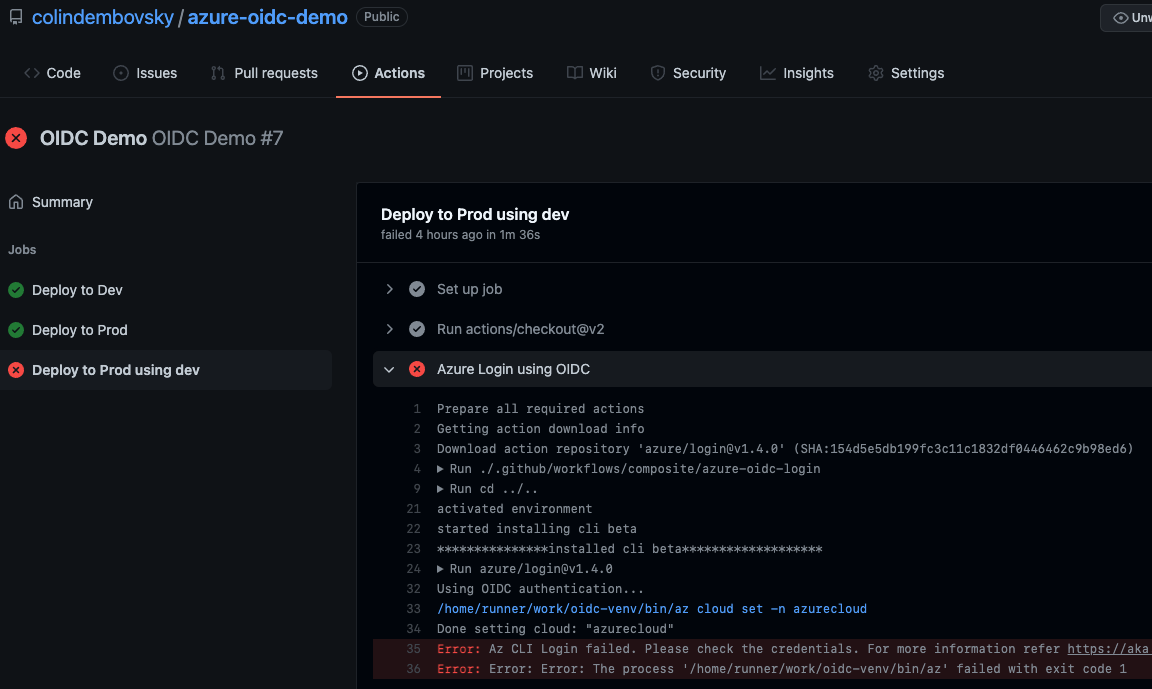 colindembovsky / azure-oidc-demo Public
Code Issues Pull requests Actions Projects Wiki Security Insights Settings
OIDC Demo OIDC Demo #7
Summary
Jobs
Deploy to Dev
Deploy to Prod
Deploy to Prod using dev
Deploy to Prod using dev
failed 4 hours ago in 1m 36s
Set up job
Run actions/checkout@v2
Azure Login using OIDC
1 Prepare all required actions
2 Getting action download info
3 Download action repository 'azure/login@v1.4.0' (SHA:154d5e5db199fc3c11c1832df0446462c9b98ed6)
4 ▶ Run ./.github/workflows/composite/azure-oidc-login
9 ▶ Run cd ../..
21 activated environment
22 started installing cli beta
23 ***************installed cli beta*******************
24 ▶ Run azure/login@v1.4.0
32 Using OIDC authentication...
33 /home/runner/work/oidc-venv/bin/az cloud set -n azurecloud
34 Done setting cloud: "azurecloud"
35 Error: Az CLI Login failed. Please check the credentials. For more information refer https://aka.
36 Error: Error: Error: The process '/home/runner/work/oidc-venv/bin/az' failed with exit code 1